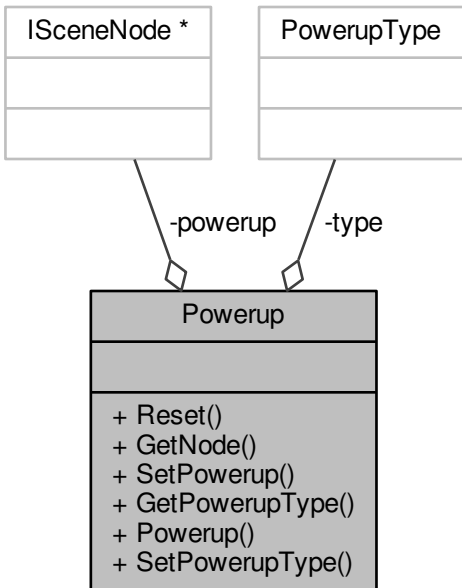 ISceneNode *
PowerupType
-powerup
-type
Powerup
+ Reset()
+ GetNode()
+ SetPowerup()
+ GetPowerupType()
+ Powerup()
+ SetPowerupType()